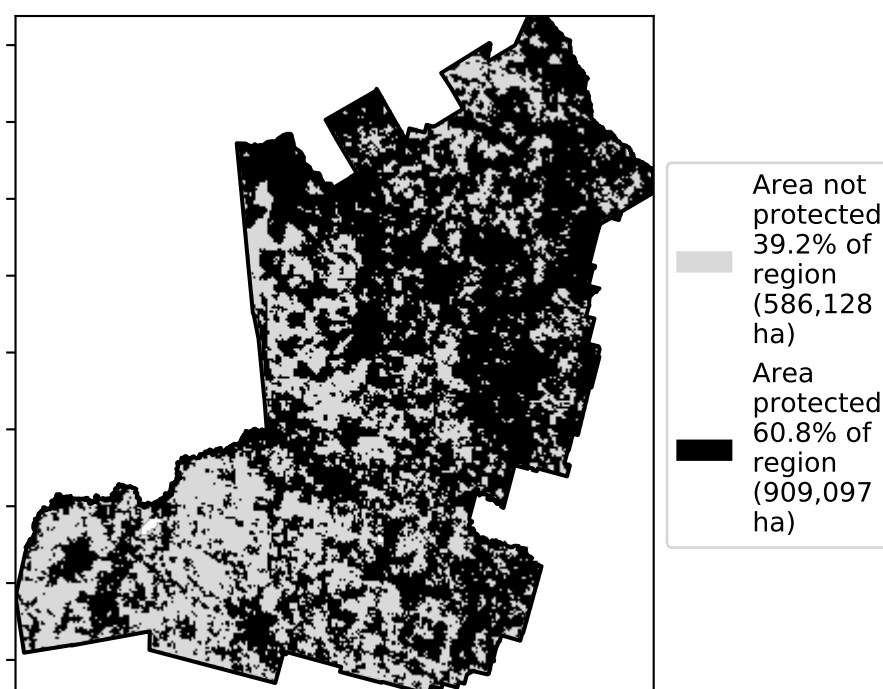 Area not
protected
39.2% of
region
(586,128
ha)
Area
protected
60.8% of
region
(909,097
ha)